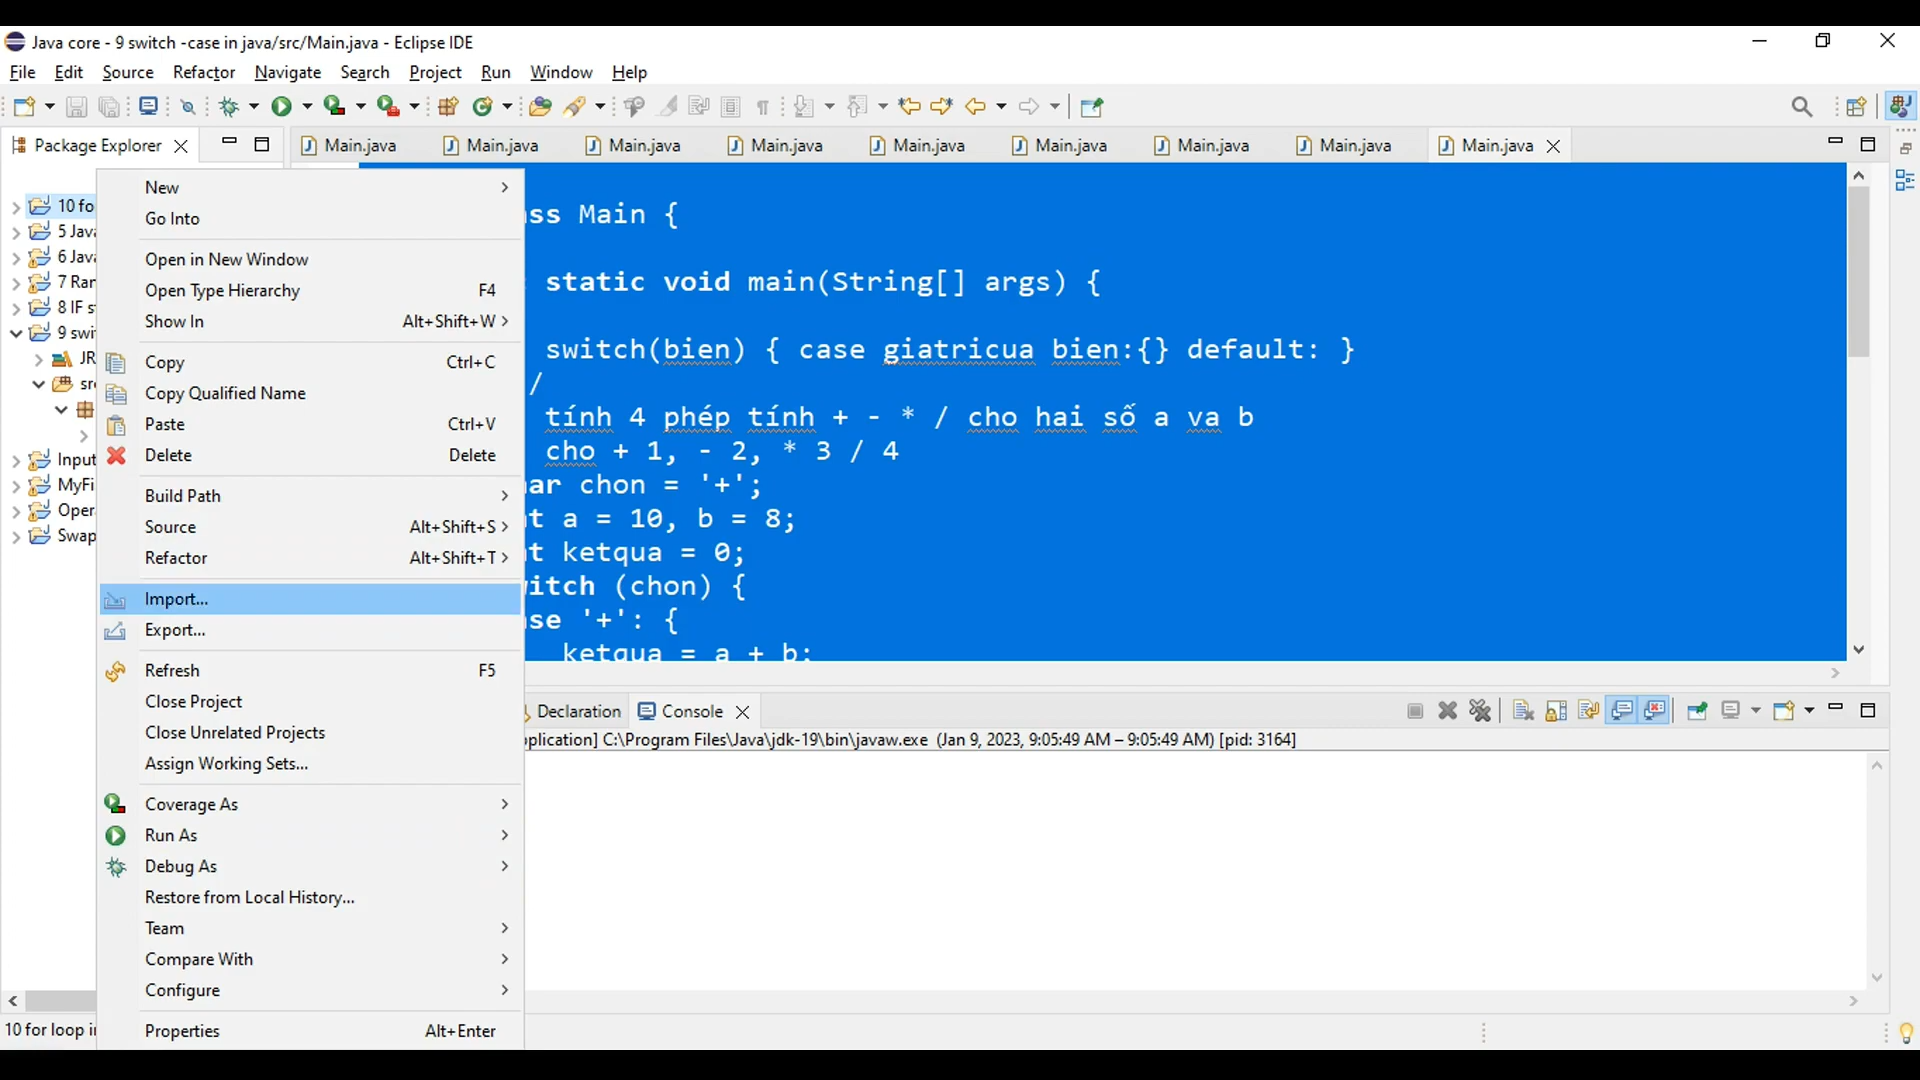 Java core - 9 switch -case in java/src/Main.java - Eclipse IDE
File Edit Source Refactor Navigate Search Project Run Window Help
Package Explorer
Main.java Main.java Main.java Main.java Main.java Main.java Main.java Main.java Main.java
10 fo
5 Java
6 Java
7 Ran
8 IF s
9 swi
JR
sr
Input
MyFi
Oper
Swap
New
Go Into
Open in New Window
Open Type Hierarchy F4
Show In Alt+Shift+W
Copy Ctrl+C
Copy Qualified Name
Paste Ctrl+V
Delete Delete
Build Path
Source Alt+Shift+S
Refactor Alt+Shift+T
Import...
Export...
Refresh F5
Close Project
Close Unrelated Projects
Assign Working Sets...
Coverage As
Run As
Debug As
Restore from Local History...
Team
Compare With
Configure
Properties Alt+Enter
ss Main {
static void main(String[] args) {
switch(bien) { case giatricua bien:{} default: }
/
tính 4 phép tính + - * / cho hai số a va b
cho + 1, - 2, * 3 / 4
ar chon = '+';
t a = 10, b = 8;
t ketqua = 0;
itch (chon) {
se '+': {
ketqua = a + b;
Declaration Console
plication] C:\Program Files\Java\jdk-19\bin\javaw.exe (Jan 9, 2023, 9:05:49 AM – 9:05:49 AM) [pid: 3164]
10 for loop i